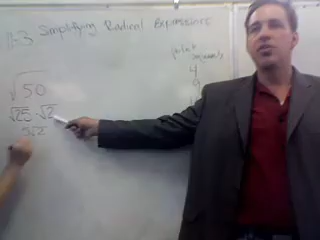 11-3 Simplifying Radical Expressions
perfect
squares
4
9
√50
√25 · √2
5√2